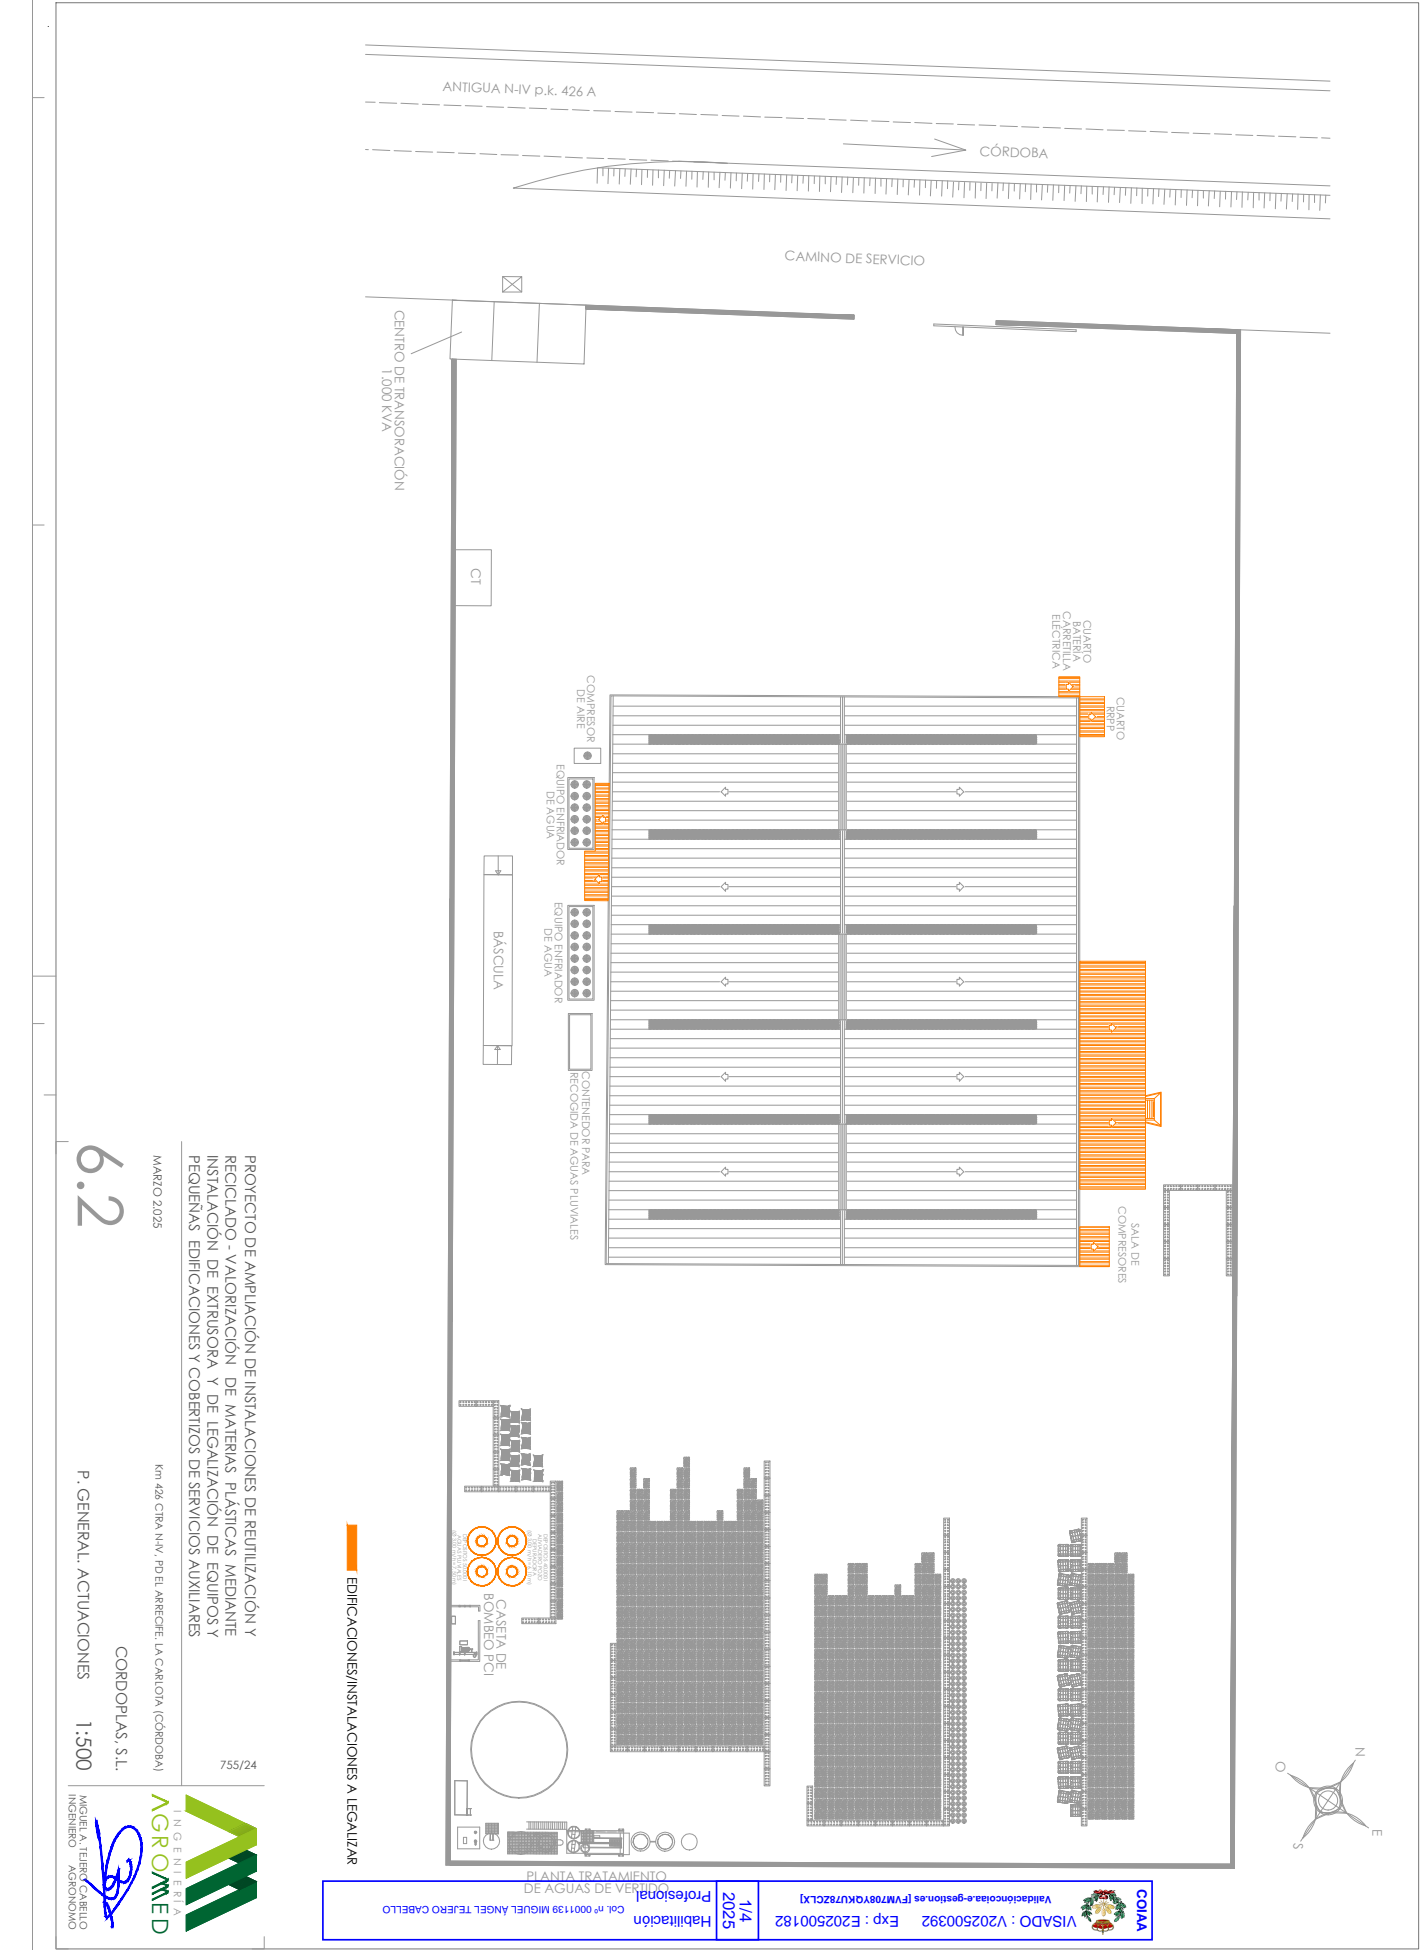 ANTIGUA N-IV p.k. 426 A
CÓRDOBA
CAMINO DE SERVICIO
CENTRO DE TRANSORACIÓN
1.000 KVA
CT
CUARTO
BATERIA
CARRETILLA
ELECTRICA
CUARTO
RRPP
COMPRESOR
DE AIRE
EQUIPO ENFRIADOR
DE AGUA
BÁSCULA
EQUIPO ENFRIADOR
DE AGUA
CONTENEDOR PARA
RECOGIDA DE AGUAS PLUVIALES
SALA DE
COMPRESORES
CASETA DE
BOMBEO PCI
PLANTA TRATAMIENTO
DE AGUAS DE VERTIDO
N
E
S
O
EDIFICACIONES/INSTALACIONES A LEGALIZAR
PROYECTO DE AMPLIACIÓN DE INSTALACIONES DE REUTILIZACIÓN Y
RECICLADO - VALORIZACIÓN DE MATERIAS PLÁSTICAS MEDIANTE
INSTALACIÓN DE EXTRUSORA Y DE LEGALIZACIÓN DE EQUIPOS Y
PEQUEÑAS EDIFICACIONES Y COBERTIZOS DE SERVICIOS AUXILIARES
755/24
MARZO 2.025
Km 426 CTRA N-IV. PD EL ARRECIFE. LA CARLOTA (CÓRDOBA)
CORDOPLAS, S.L.
6.2
P. GENERAL. ACTUACIONES
1:500
INGENIERÍA
AGROMED
MIGUEL A. TEJERO CABELLO
INGENIERO AGRÓNOMO
COIAA
VISADO : V202500392 Exp : E202500182
Validacióncoiaa.e-gestion.es [FVM708YQKU78ZCLX]
1/4
2025
Habilitación
Profesional
Col. nº 0001139 MIGUEL ÁNGEL TEJERO CABELLO